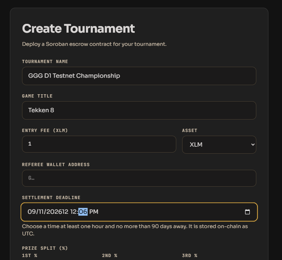 Create Tournament
Deploy a Soroban escrow contract for your tournament.
TOURNAMENT NAME
GGG D1 Testnet Championship
GAME TITLE
Tekken 8
ENTRY FEE (XLM) ASSET
1 XLM
REFEREE WALLET ADDRESS
G...
SETTLEMENT DEADLINE
09/11/202612 12:00 PM
Choose a time at least one hour and no more than 90 days away. It is stored on-chain as
UTC.
PRIZE SPLIT (%)
1ST % 2ND % 3RD %